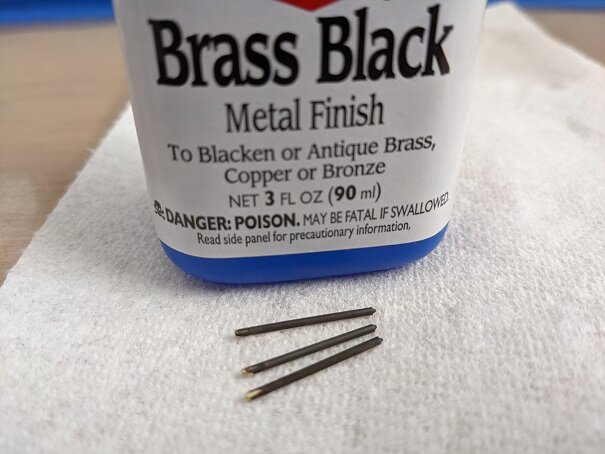 Brass Black
Metal Finish
To Blacken or Antique Brass,
Copper or Bronze
NET 3 FL OZ (90 ml)
DANGER: POISON. MAY BE FATAL IF SWALLOWED.
Read side panel for precautionary information.